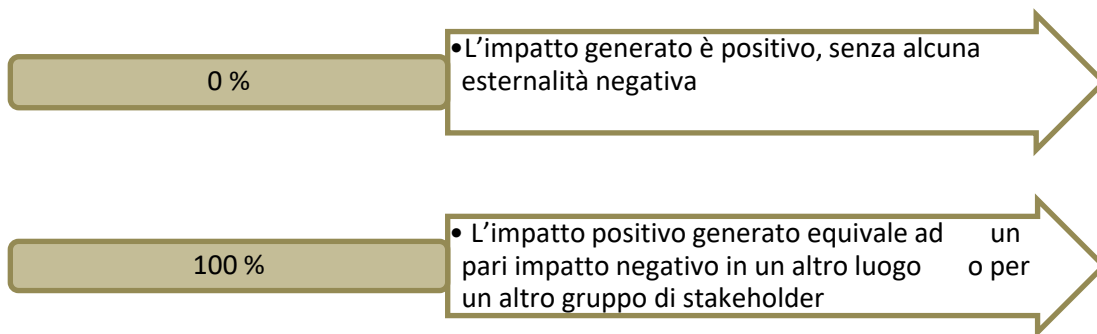 0 %
•L’impatto generato è positivo, senza alcuna
esternalità negativa
100 %
• L’impatto positivo generato equivale ad un
pari impatto negativo in un altro luogo o per
un altro gruppo di stakeholder